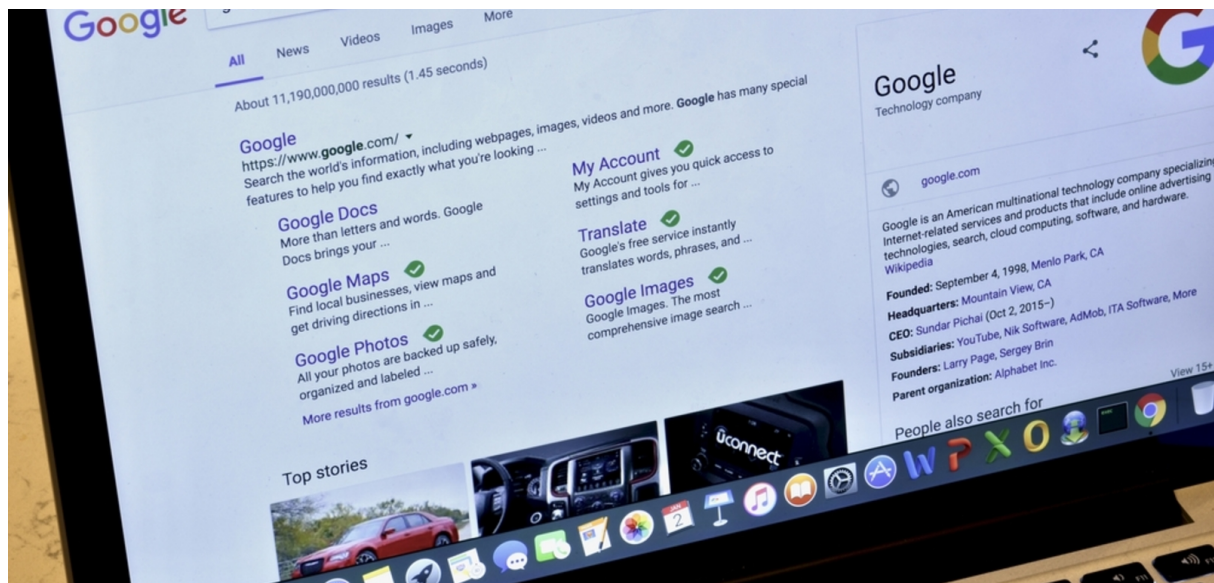 Google
All News Videos Images More
About 11,190,000,000 results (1.45 seconds)
Google
https://www.google.com/
Search the world's information, including webpages, images, videos and more. Google has many special
features to help you find exactly what you're looking ...
Google Docs
More than letters and words. Google
Docs brings your ...
Google Maps
Find local businesses, view maps and
get driving directions in ...
Google Photos
All your photos are backed up safely,
organized and labeled ...
More results from google.com »
My Account
My Account gives you quick access to
settings and tools for ...
Translate
Google's free service instantly
translates words, phrases, and ...
Google Images
Google Images. The most
comprehensive image search ...
Top stories
uconnect
Google
Technology company
google.com
Google is an American multinational technology company specializing
Internet-related services and products that include online advertising
technologies, search, cloud computing, software, and hardware.
Wikipedia
Founded: September 4, 1998, Menlo Park, CA
Headquarters: Mountain View, CA
CEO: Sundar Pichai (Oct 2, 2015–)
Subsidiaries: YouTube, Nik Software, AdMob, ITA Software, More
Founders: Larry Page, Sergey Brin
Parent organization: Alphabet Inc.
View 15+
People also search for
JAN
2